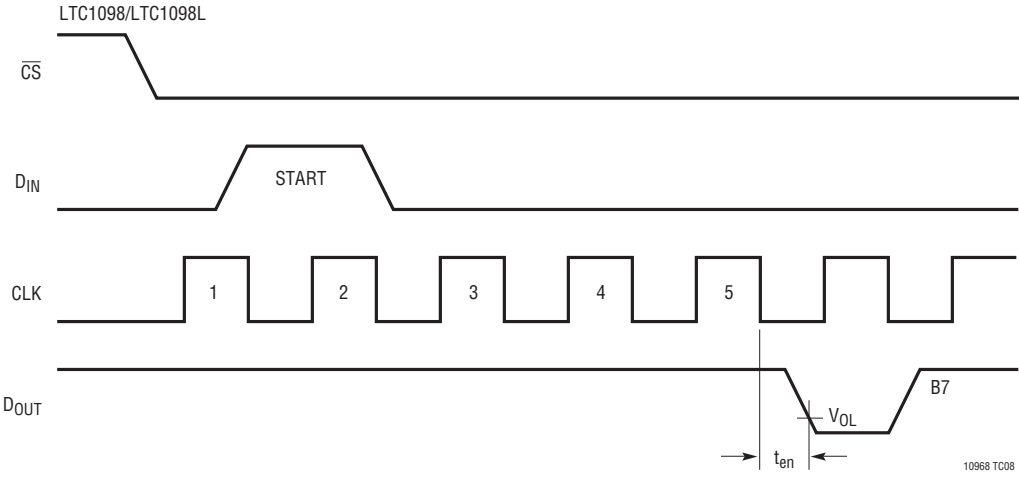 LTC1098/LTC1098L
CS
DIN
START
CLK
1 2 3 4 5
DOUT
B7
VOL
ten
10968 TC08